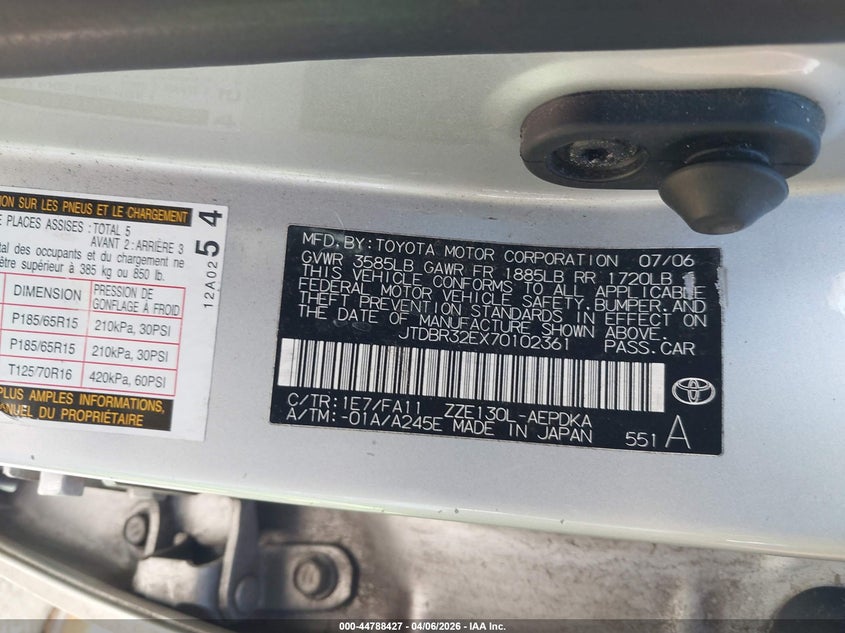 ION SUR LES PNEUS ET LE CHARGEMENT
PLACES ASSISES : TOTAL 5
AVANT 2 : ARRIÈRE 3
tal des occupants et du chargement ne
être supérieur à 385 kg ou 850 lb.
DIMENSION PRESSION DE GONFLAGE À FROID
P185/65R15 210kPa, 30PSI
P185/65R15 210kPa, 30PSI
T125/70R16 420kPa, 60PSI
PLUS AMPLES INFORMATIONS,
DU PROPRIÉTAIRE
12A02 54
MFD. BY: TOYOTA MOTOR CORPORATION 07/06
GVWR 3585LB GAWR FR 1885LB RR 1720LB
THIS VEHICLE CONFORMS TO ALL APPLICABLE
FEDERAL MOTOR VEHICLE SAFETY, BUMPER, AND
THEFT PREVENTION STANDARDS IN EFFECT ON
THE DATE OF MANUFACTURE SHOWN ABOVE.
JTDBR32EX70102361 PASS. CAR
C/TR: 1E7/FA11 ZZE130L-AEPDKA
A/TM: -01A/A245E MADE IN JAPAN
551 A
000-44788427 - 04/06/2026 - IAA Inc.